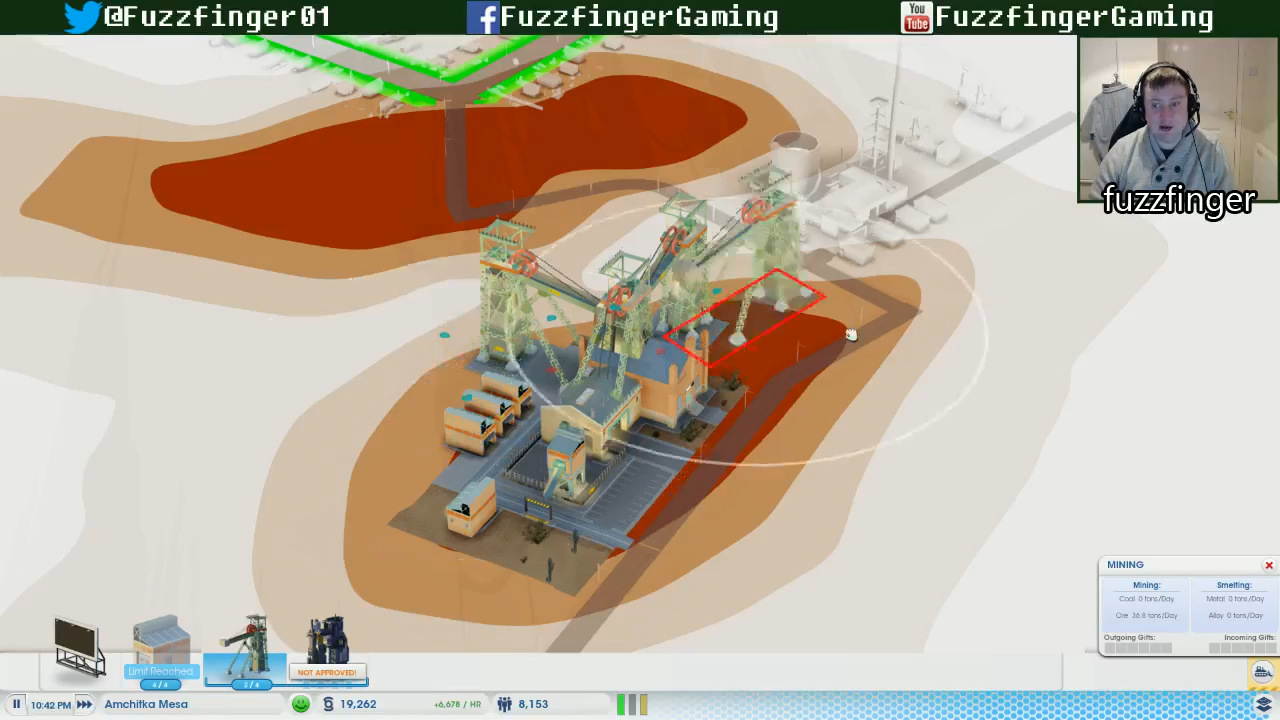 @Fuzzfinger01 FuzzfingerGaming You Tube FuzzfingerGaming
fuzzfinger
MINING
Mining: Smelting:
Coal 0 tons/Day Metal 0 tons/Day
Ore 36.8 tons/Day Alloy 0 tons/Day
Outgoing Gifts: Incoming Gifts:
Limit Reached
NOT APPROVED!
4/4
10:42 PM Amchitka Mesa 19,262 +6,678 / HR 8,153